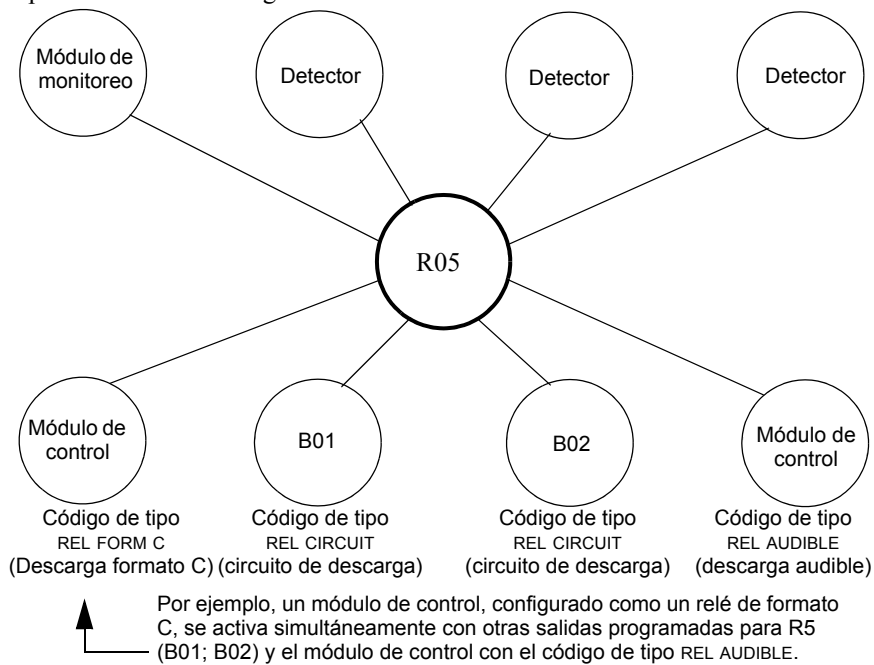 Módulo de
monitoreo
Detector
Detector
Detector
R05
Módulo de
control
B01
B02
Módulo de
control
Código de tipo
REL FORM C
(Descarga formato C)
Código de tipo
REL CIRCUIT
(circuito de descarga)
Código de tipo
REL CIRCUIT
(circuito de descarga)
Código de tipo
REL AUDIBLE
(descarga audible)
Por ejemplo, un módulo de control, configurado como un relé de formato
C, se activa simultáneamente con otras salidas programadas para R5
(B01; B02) y el módulo de control con el código de tipo REL AUDIBLE.